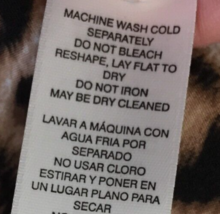 MACHINE WASH COLD
SEPARATELY
DO NOT BLEACH
RESHAPE, LAY FLAT TO
DRY
DO NOT IRON
MAY BE DRY CLEANED
LAVAR A MÁQUINA CON
AGUA FRIA POR
SEPARADO
NO USAR CLORO
ESTIRAR Y PONER EN
UN LUGAR PLANO PARA
SECAR